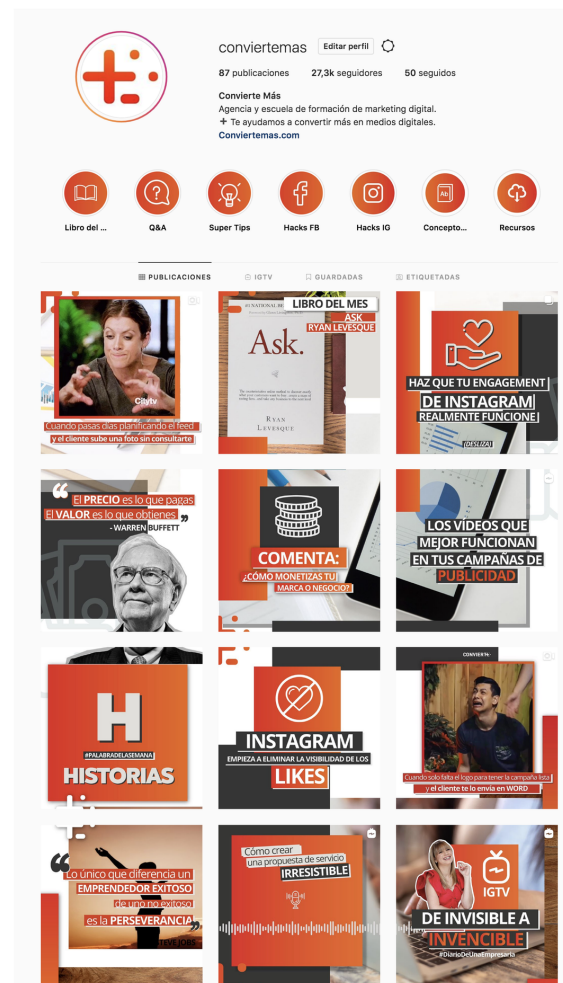 conviertemas Editar perfil
87 publicaciones 27,3k seguidores 50 seguidos
Convierte Más
Agencia y escuela de formación de marketing digital.
+ Te ayudamos a convertir más en medios digitales.
Conviertemas.com
Libro del ... Q&A Super Tips Hacks FB Hacks IG Concepto... Recursos
PUBLICACIONES IGTV GUARDADAS ETIQUETADAS
Citytv
Cuando pasas días planificando el feed
y el cliente sube una foto sin consultarte
LIBRO DEL MES
ASK
RYAN LEVESQUE
#1 NATIONAL
Ask.
RYAN
LEVESQUE
HAZ QUE TU ENGAGEMENT
DE INSTAGRAM
REALMENTE FUNCIONE
¡DESLIZA!
“
El PRECIO es lo que pagas
El VALOR es lo que obtienes.”
- WARREN BUFFETT
COMENTA:
¿CÓMO MONETIZAS TU
MARCA O NEGOCIO?
LOS VÍDEOS QUE
MEJOR FUNCIONAN
EN TUS CAMPAÑAS DE
PUBLICIDAD
H
#PALABRADELASEMANA
HISTORIAS
INSTAGRAM
EMPIEZA A ELIMINAR LA VISIBILIDAD DE LOS
LIKES
Cuando solo falta el logo para tener la campaña lista
y el cliente te lo envía en WORD
“
Lo único que diferencia un
EMPRENDEDOR EXITOSO
de uno no exitoso
es la PERSEVERANCIA”
STEVE JOBS
Cómo crear
una propuesta de servicio
IRRESISTIBLE
IGTV
DE INVISIBLE A
INVENCIBLE
#DiarioDeUnaEmpresaria